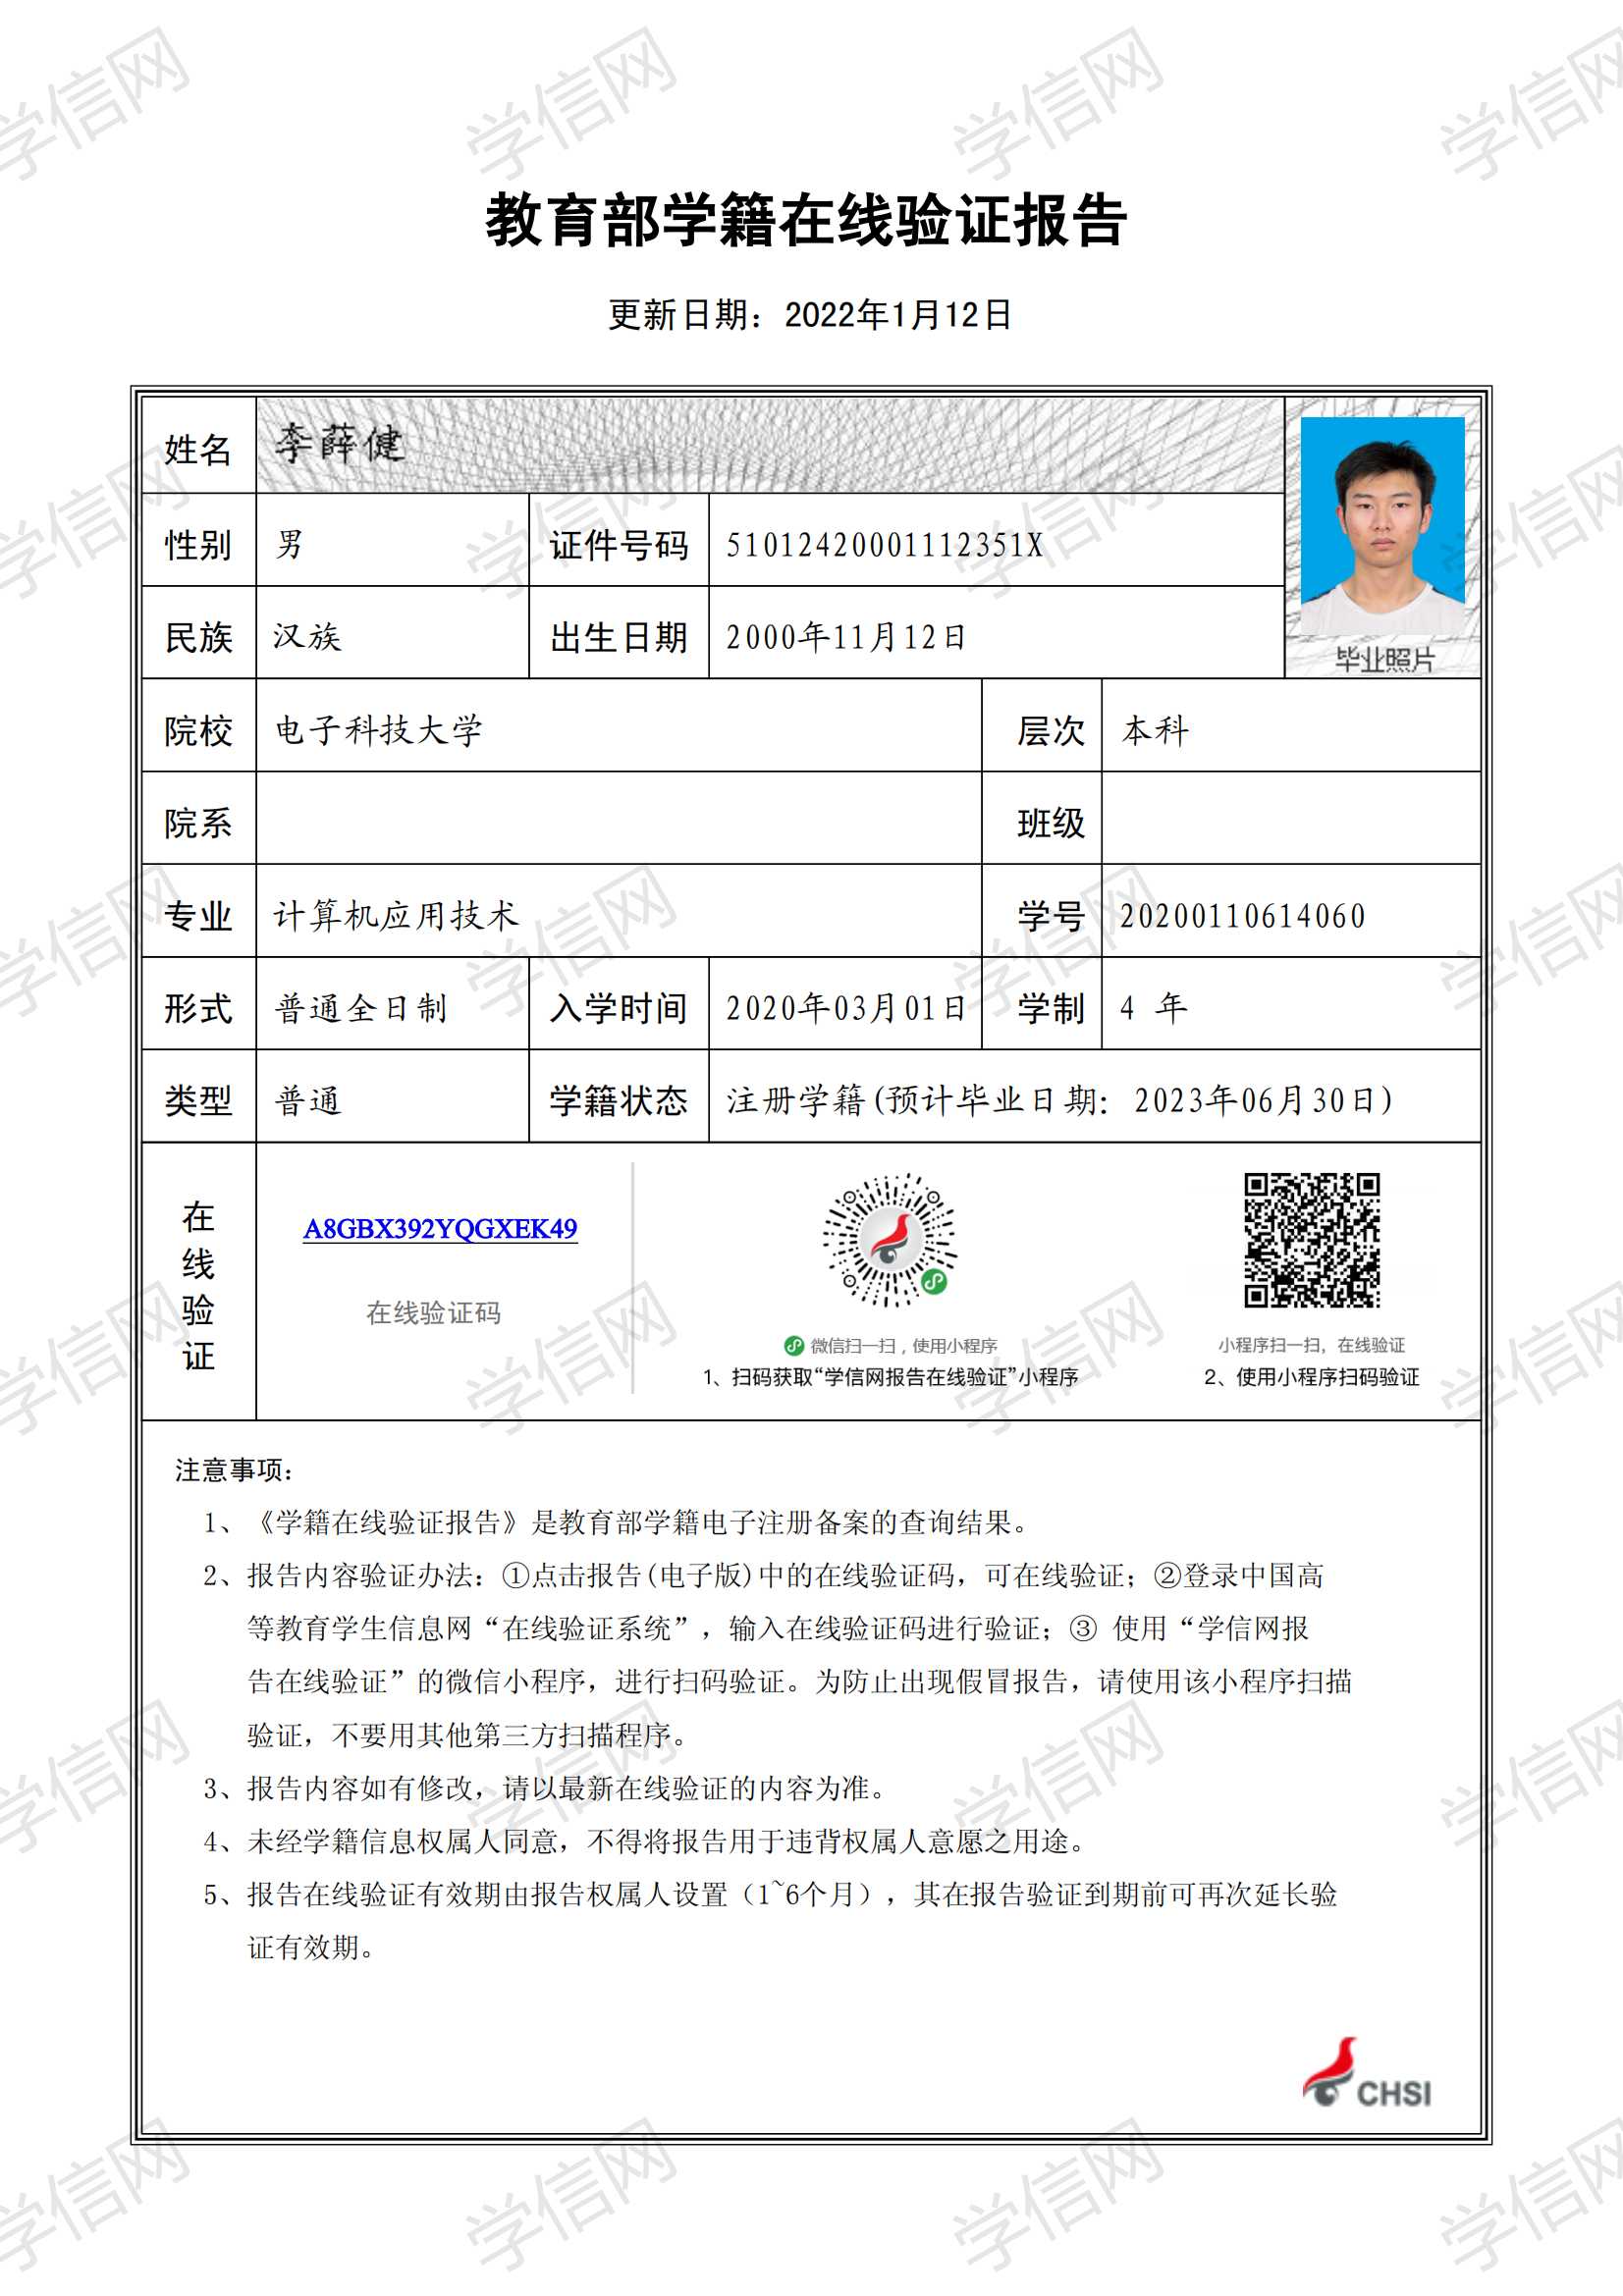 教育部学籍在线验证报告
更新日期：2022年1月12日
姓名 李薛健
性别 男 证件号码 51012420001112351X
民族 汉族 出生日期 2000年11月12日
毕业照片
院校 电子科技大学 层次 本科
院系 班级
专业 计算机应用技术 学号 20200110614060
形式 普通全日制 入学时间 2020年03月01日 学制 4 年
类型 普通 学籍状态 注册学籍(预计毕业日期: 2023年06月30日)
在线验证
A8GBX392YQGXEK49
在线验证码
微信扫一扫，使用小程序
1、扫码获取“学信网报告在线验证”小程序
小程序扫一扫，在线验证
2、使用小程序扫码验证
注意事项：
1、《学籍在线验证报告》是教育部学籍电子注册备案的查询结果。
2、报告内容验证办法：①点击报告(电子版)中的在线验证码，可在线验证；②登录中国高
等教育学生信息网“在线验证系统”，输入在线验证码进行验证；③ 使用“学信网报
告在线验证”的微信小程序，进行扫码验证。为防止出现假冒报告，请使用该小程序扫描
验证，不要用其他第三方扫描程序。
3、报告内容如有修改，请以最新在线验证的内容为准。
4、未经学籍信息权属人同意，不得将报告用于违背权属人意愿之用途。
5、报告在线验证有效期由报告权属人设置（1~6个月），其在报告验证到期前可再次延长验
证有效期。
CHSI
学信网